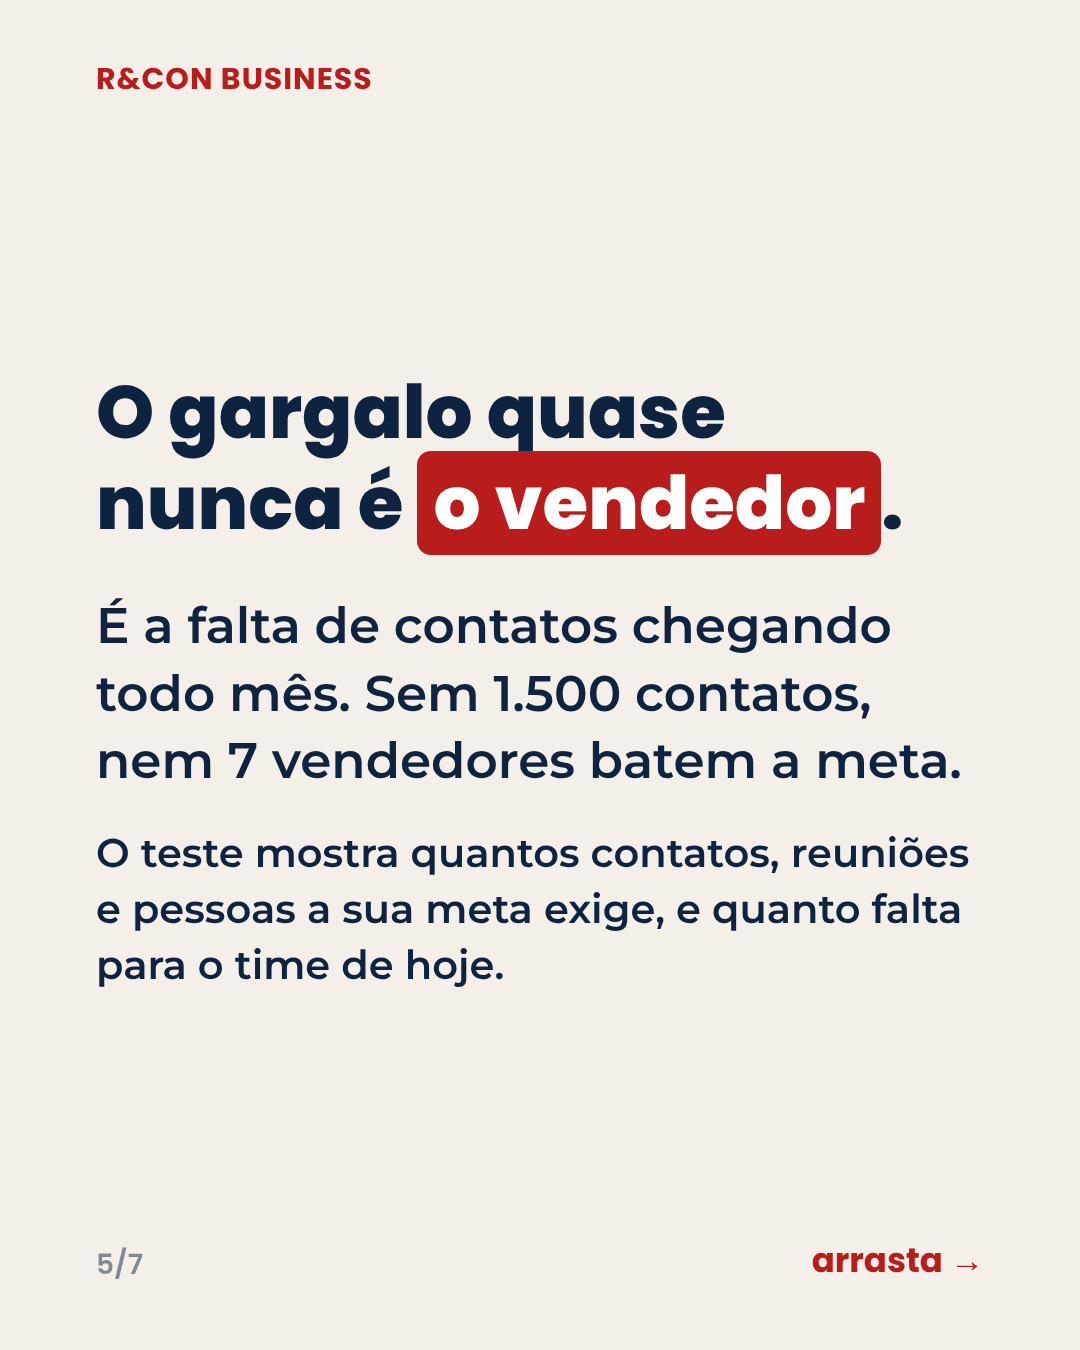 R&CON BUSINESS
O gargalo quase
nunca é o vendedor.
É a falta de contatos chegando
todo mês. Sem 1.500 contatos,
nem 7 vendedores batem a meta.
O teste mostra quantos contatos, reuniões
e pessoas a sua meta exige, e quanto falta
para o time de hoje.
5/7
arrasta →